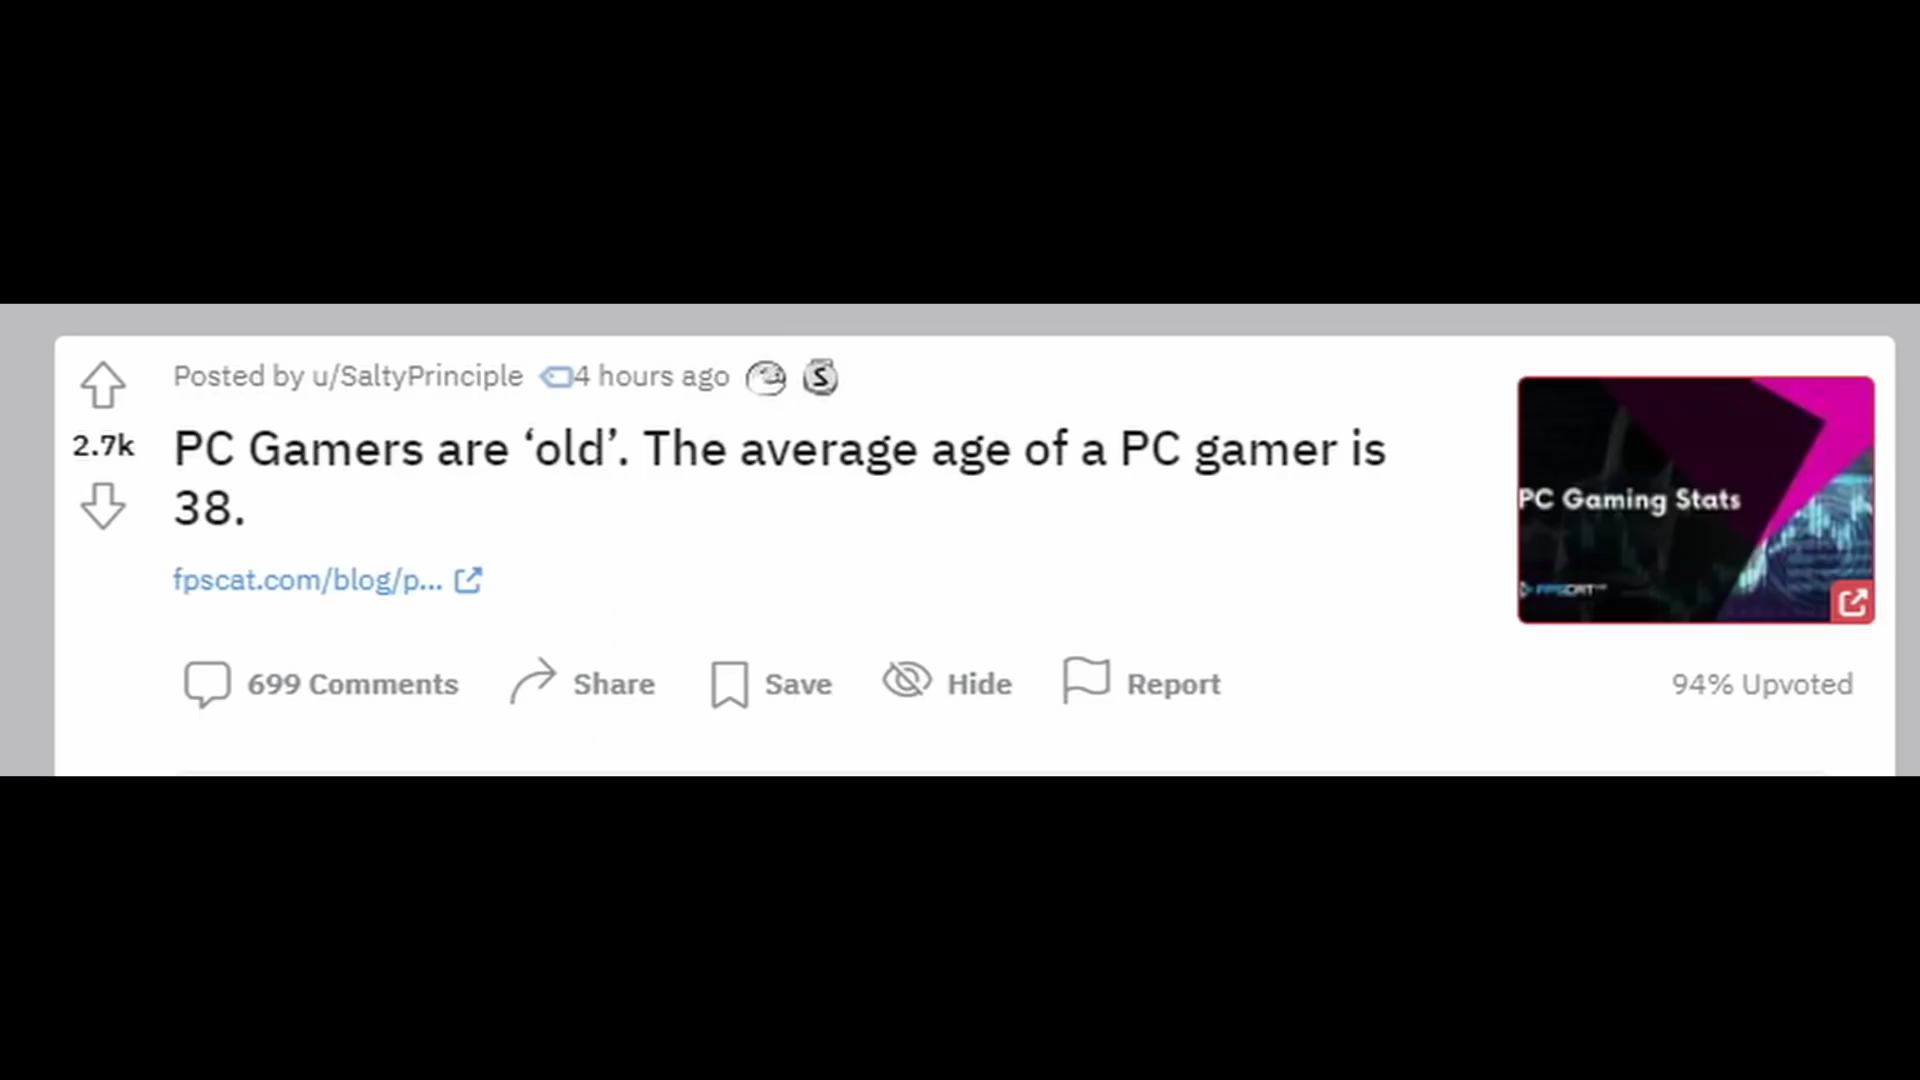 Posted by u/SaltyPrinciple 4 hours ago
2.7k
PC Gamers are ‘old’. The average age of a PC gamer is
38.
fpscat.com/blog/p...
PC Gaming Stats
699 Comments Share Save Hide Report 94% Upvoted